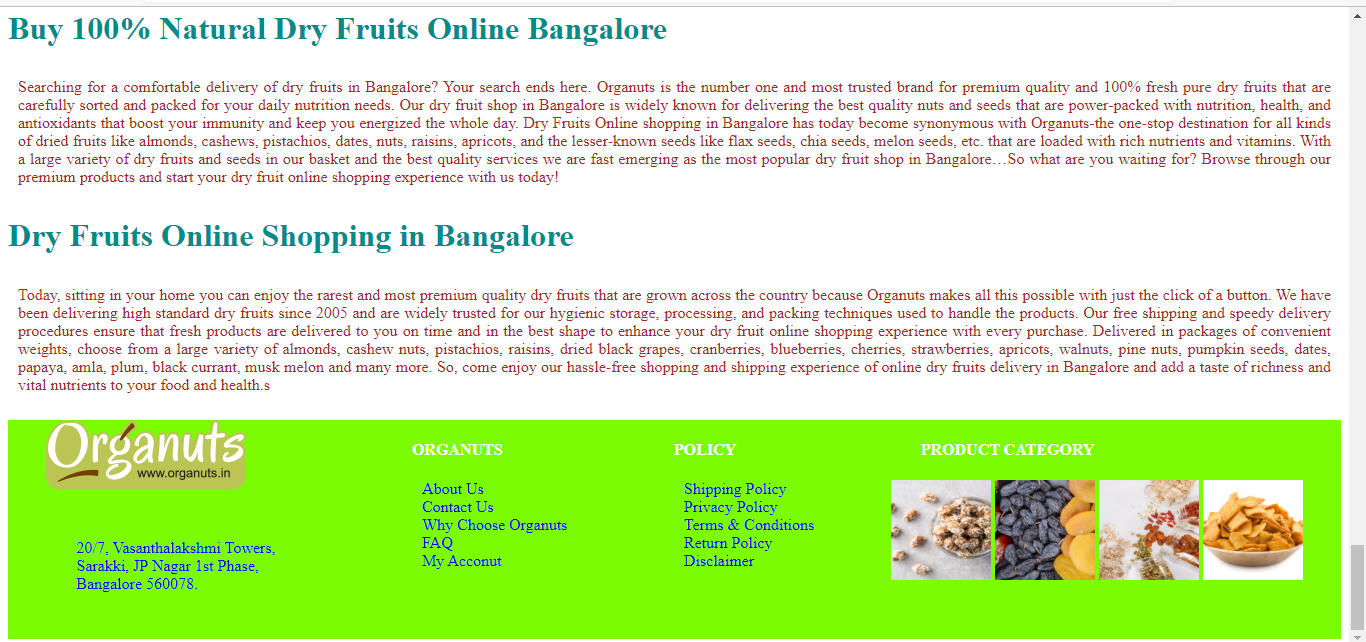 Buy 100% Natural Dry Fruits Online Bangalore
Searching for a comfortable delivery of dry fruits in Bangalore? Your search ends here. Organuts is the number one and most trusted brand for premium quality and 100% fresh pure dry fruits that are
carefully sorted and packed for your daily nutrition needs. Our dry fruit shop in Bangalore is widely known for delivering the best quality nuts and seeds that are power-packed with nutrition, health, and
antioxidants that boost your immunity and keep you energized the whole day. Dry Fruits Online shopping in Bangalore has today become synonymous with Organuts-the one-stop destination for all kinds
of dried fruits like almonds, cashews, pistachios, dates, nuts, raisins, apricots, and the lesser-known seeds like flax seeds, chia seeds, melon seeds, etc. that are loaded with rich nutrients and vitamins. With
a large variety of dry fruits and seeds in our basket and the best quality services we are fast emerging as the most popular dry fruit shop in Bangalore…So what are you waiting for? Browse through our
premium products and start your dry fruit online shopping experience with us today!
Dry Fruits Online Shopping in Bangalore
Today, sitting in your home you can enjoy the rarest and most premium quality dry fruits that are grown across the country because Organuts makes all this possible with just the click of a button. We have
been delivering high standard dry fruits since 2005 and are widely trusted for our hygienic storage, processing, and packing techniques used to handle the products. Our free shipping and speedy delivery
procedures ensure that fresh products are delivered to you on time and in the best shape to enhance your dry fruit online shopping experience with every purchase. Delivered in packages of convenient
weights, choose from a large variety of almonds, cashew nuts, pistachios, raisins, dried black grapes, cranberries, blueberries, cherries, strawberries, apricots, walnuts, pine nuts, pumpkin seeds, dates,
papaya, amla, plum, black currant, musk melon and many more. So, come enjoy our hassle-free shopping and shipping experience of online dry fruits delivery in Bangalore and add a taste of richness and
vital nutrients to your food and health.s
Organuts
www.organuts.in
20/7, Vasanthalakshmi Towers,
Sarakki, JP Nagar 1st Phase,
Bangalore 560078.
ORGANUTS
About Us
Contact Us
Why Choose Organuts
FAQ
My Acconut
POLICY
Shipping Policy
Privacy Policy
Terms & Conditions
Return Policy
Disclaimer
PRODUCT CATEGORY